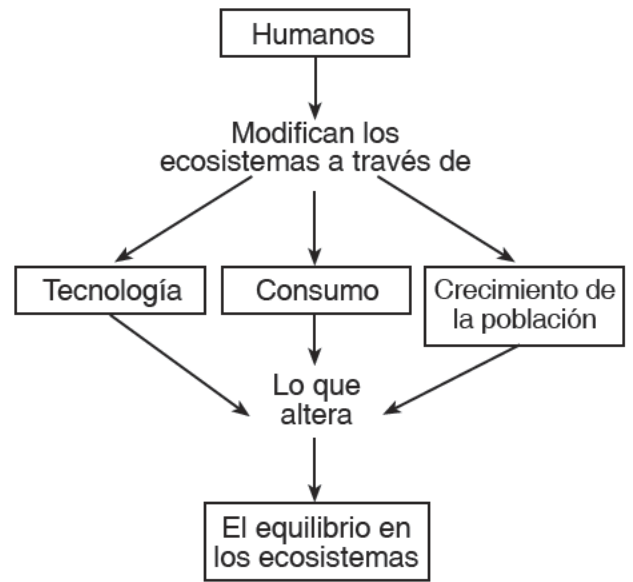 Humanos
Modifican los
ecosistemas a través de
Tecnología
Consumo
Crecimiento de
la población
Lo que
altera
El equilibrio en
los ecosistemas